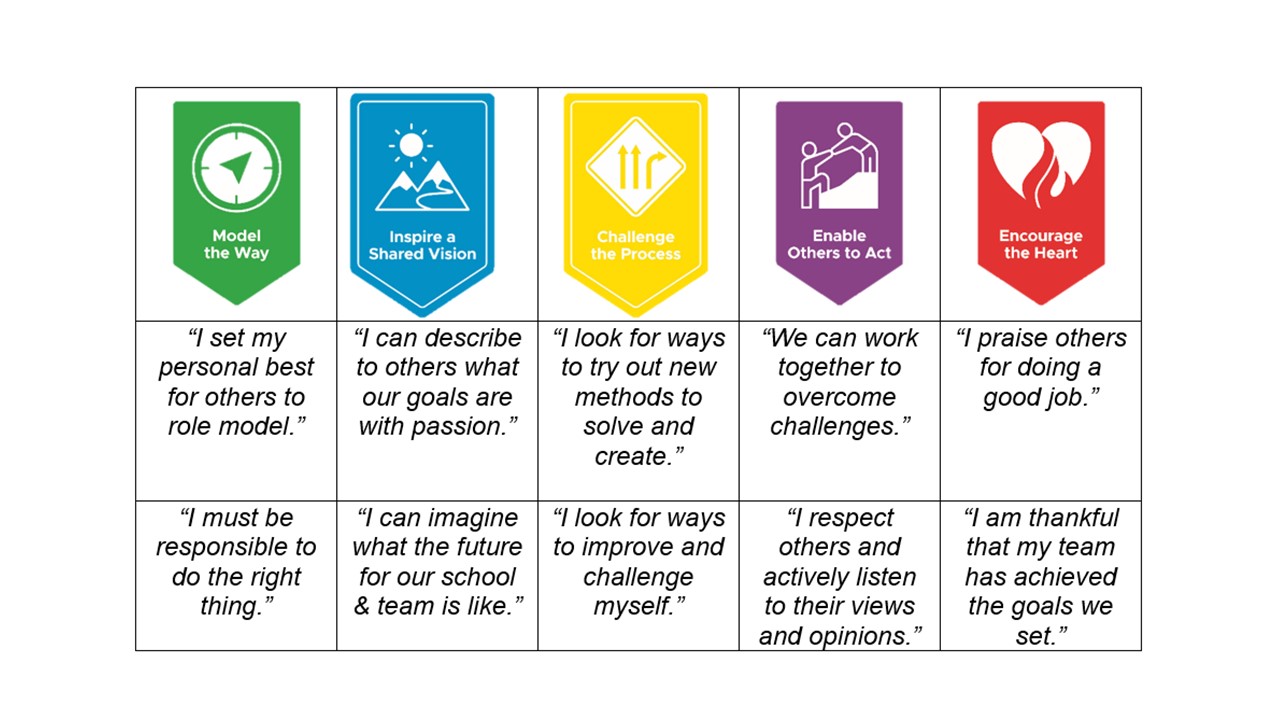 Model
the Way
Inspire a
Shared Vision
Challenge
the Process
Enable
Others to Act
Encourage
the Heart
“I set my
personal best
for others to
role model.”
“I can describe
to others what
our goals are
with passion.”
“I look for ways
to try out new
methods to
solve and
create.”
“We can work
together to
overcome
challenges.”
“I praise others
for doing a
good job.”
“I must be
responsible to
do the right
thing.”
“I can imagine
what the future
for our school
& team is like.”
“I look for ways
to improve and
challenge
myself.”
“I respect
others and
actively listen
to their views
and opinions.”
“I am thankful
that my team
has achieved
the goals we
set.”